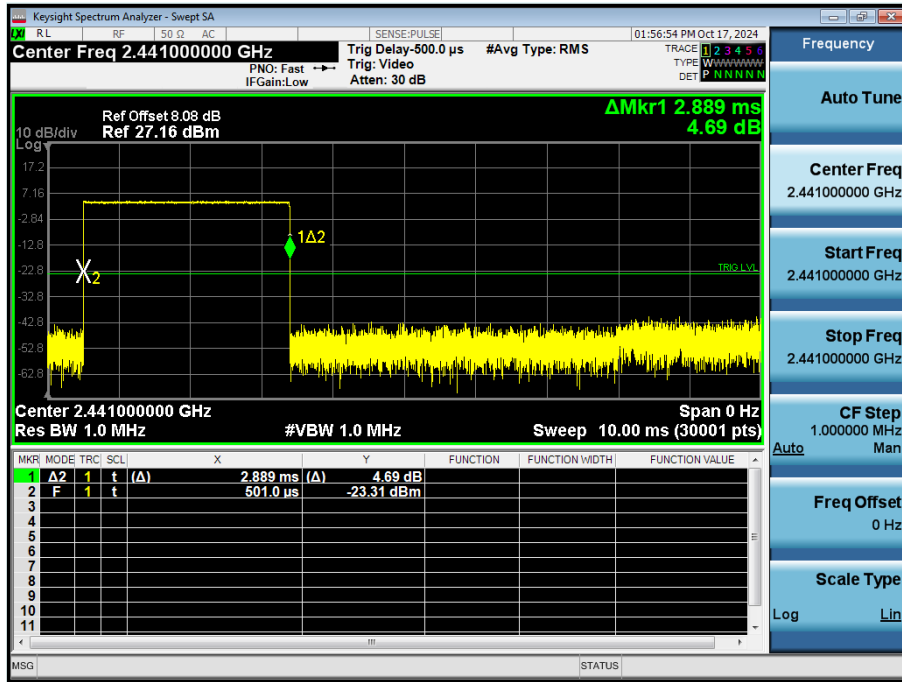 Keysight Spectrum Analyzer - Swept SA
LXI RL RF 50 Ω AC SENSE:PULSE 01:56:54 PM Oct 17, 2024
Center Freq 2.441000000 GHz
PNO: Fast
IFGain:Low
Trig Delay-500.0 µs
Trig: Video
Atten: 30 dB
#Avg Type: RMS
TRACE 1 2 3 4 5 6
TYPE WWWWWWW
DET P N N N N N
ΔMkr1 2.889 ms
4.69 dB
Ref Offset 8.08 dB
10 dB/div Ref 27.16 dBm
Log
17.2
7.16
-2.84
-12.8
-22.8
-32.8
-42.8
-52.8
-62.8
1Δ2
2
TRIG LVL
Center 2.441000000 GHz Span 0 Hz
Res BW 1.0 MHz #VBW 1.0 MHz Sweep 10.00 ms (30001 pts)
MKR MODE TRC SCL X Y FUNCTION FUNCTION WIDTH FUNCTION VALUE
1 Δ2 1 t (Δ) 2.889 ms (Δ) 4.69 dB
2 F 1 t 501.0 µs -23.31 dBm
3
4
5
6
7
8
9
10
11
MSG STATUS
Frequency
Auto Tune
Center Freq
2.441000000 GHz
Start Freq
2.441000000 GHz
Stop Freq
2.441000000 GHz
CF Step
1.000000 MHz
Auto Man
Freq Offset
0 Hz
Scale Type
Log Lin